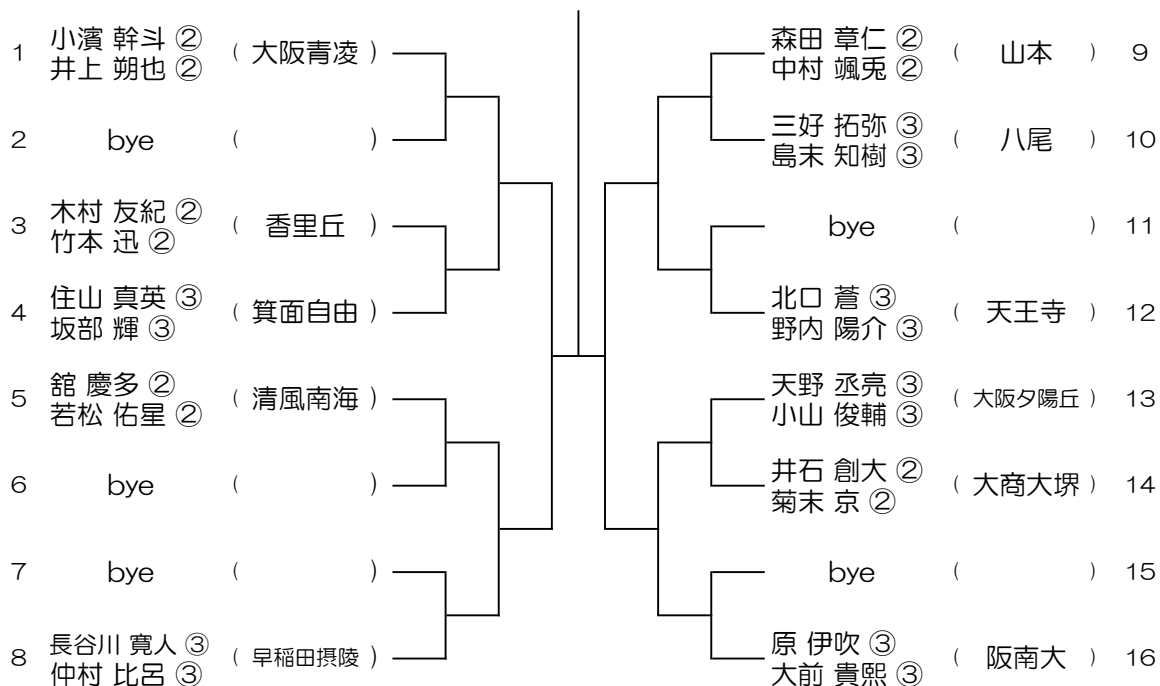 1 小濱 幹斗 ② ( 大阪青凌 )
井上 朔也 ②
2 bye ( )
3 木村 友紀 ② ( 香里丘 )
竹本 迅 ②
4 住山 真英 ③ ( 箕面自由 )
坂部 輝 ③
5 舘 慶多 ② ( 清風南海 )
若松 佑星 ②
6 bye ( )
7 bye ( )
8 長谷川 寛人 ③ ( 早稲田摂陵 )
仲村 比呂 ③
森田 章仁 ② ( 山本 ) 9
中村 颯兎 ②
三好 拓弥 ③ ( 八尾 ) 10
島末 知樹 ③
bye ( ) 11
北口 蒼 ③ ( 天王寺 ) 12
野内 陽介 ③
天野 丞亮 ③ ( 大阪夕陽丘 ) 13
小山 俊輔 ③
井石 創大 ② ( 大商大堺 ) 14
菊末 京 ②
bye ( ) 15
原 伊吹 ③ ( 阪南大 ) 16
大前 貴熙 ③